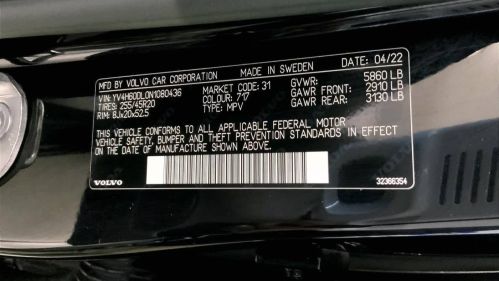 MFD. BY VOLVO CAR CORPORATION MADE IN SWEDEN DATE: 04/22
VIN: YV4H600L0N1080436 MARKET CODE: 31 GVWR: 5860 LB
TIRES: 255/45R20 COLOUR: 717 GAWR FRONT: 2910 LB
RIM: 8Jx20x52.5 TYPE: MPV GAWR REAR: 3130 LB
THIS VEHICLE CONFORMS TO ALL APPLICABLE FEDERAL MOTOR
VEHICLE SAFETY, BUMPER AND THEFT PREVENTION STANDARDS IN EFFECT
ON THE DATE OF MANUFACTURE SHOWN ABOVE.
VOLVO 32366354